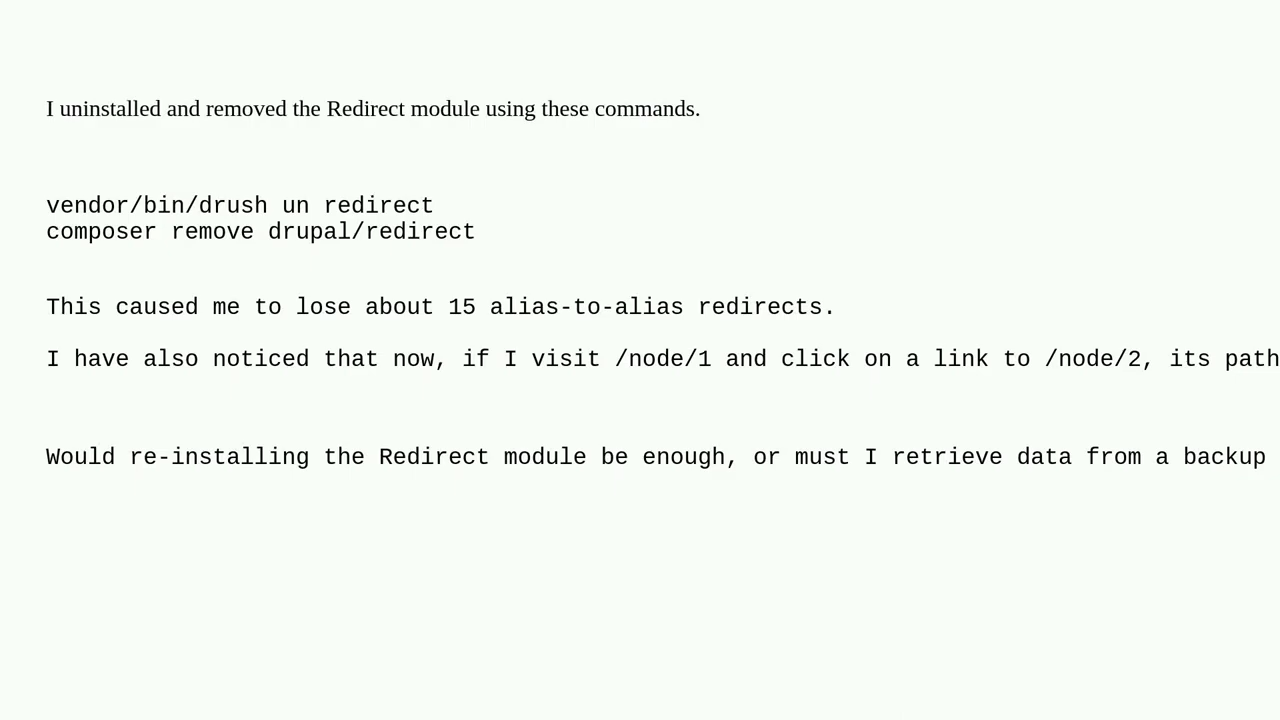 I uninstalled and removed the Redirect module using these commands.
vendor/bin/drush un redirect
composer remove drupal/redirect
This caused me to lose about 15 alias-to-alias redirects.
I have also noticed that now, if I visit /node/1 and click on a link to /node/2, its path
Would re-installing the Redirect module be enough, or must I retrieve data from a backup